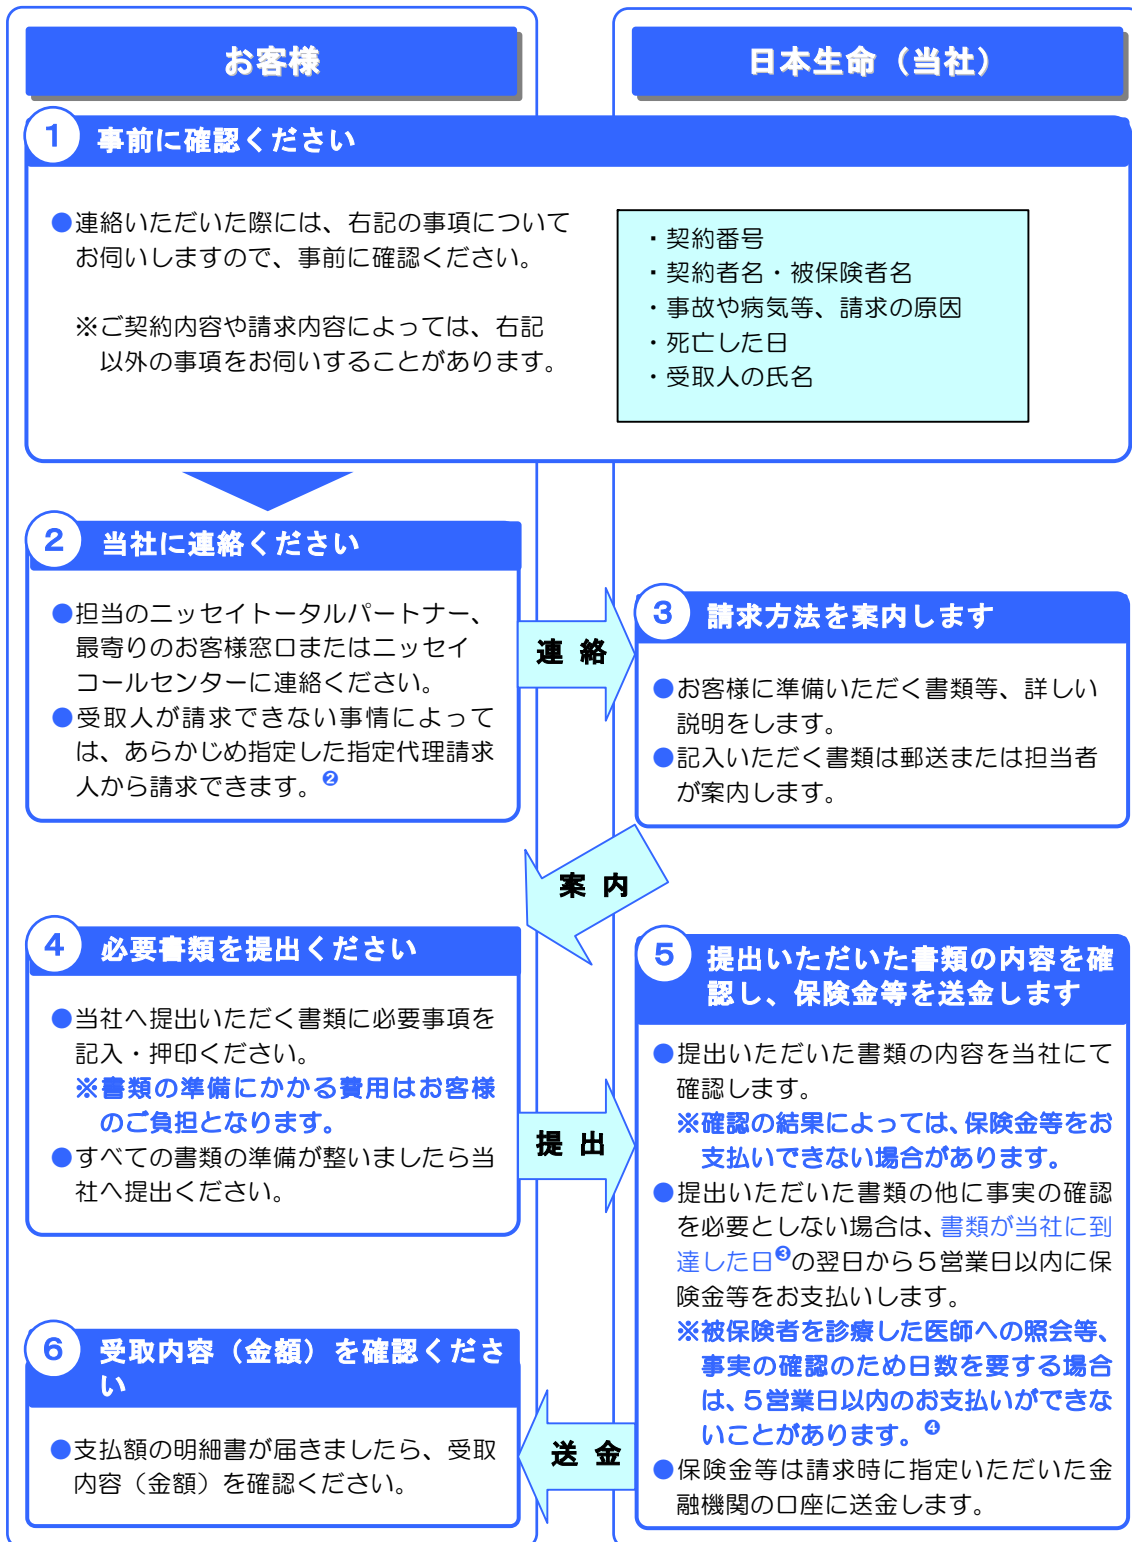 お客様
日本生命（当社）
1 事前に確認ください
●連絡いただいた際には、右記の事項について
お伺いしますので、事前に確認ください。
※ご契約内容や請求内容によっては、右記
以外の事項をお伺いすることがあります。
・契約番号
・契約者名・被保険者名
・事故や病気等、請求の原因
・死亡した日
・受取人の氏名
2 当社に連絡ください
●担当のニッセイトータルパートナー、
最寄りのお客様窓口またはニッセイ
コールセンターに連絡ください。
●受取人が請求できない事情によって
は、あらかじめ指定した指定代理請求
人から請求できます。❷
連 絡
3 請求方法を案内します
●お客様に準備いただく書類等、詳しい
説明をします。
●記入いただく書類は郵送または担当者
が案内します。
案 内
4 必要書類を提出ください
●当社へ提出いただく書類に必要事項を
記入・押印ください。
※書類の準備にかかる費用はお客様
のご負担となります。
●すべての書類の準備が整いましたら当
社へ提出ください。
提 出
5 提出いただいた書類の内容を確
認し、保険金等を送金します
●提出いただいた書類の内容を当社にて
確認します。
※確認の結果によっては、保険金等をお
支払いできない場合があります。
●提出いただいた書類の他に事実の確認
を必要としない場合は、書類が当社に到
達した日❸の翌日から５営業日以内に保
険金等をお支払いします。
※被保険者を診療した医師への照会等、
事実の確認のため日数を要する場合
は、５営業日以内のお支払いができな
いことがあります。❹
●保険金等は請求時に指定いただいた金
融機関の口座に送金します。
送 金
6 受取内容（金額）を確認くださ
い
●支払額の明細書が届きましたら、受取
内容（金額）を確認ください。